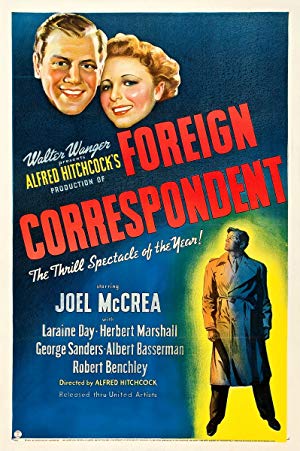 Walter Wanger
presents
ALFRED HITCHCOCK'S
PRODUCTION OF
FOREIGN
CORRESPONDENT
The Thrill Spectacle of the Year!
starring
JOEL McCREA
with
Laraine Day · Herbert Marshall
George Sanders · Albert Basserman
Robert Benchley
Directed by ALFRED HITCHCOCK
Released thru United Artists